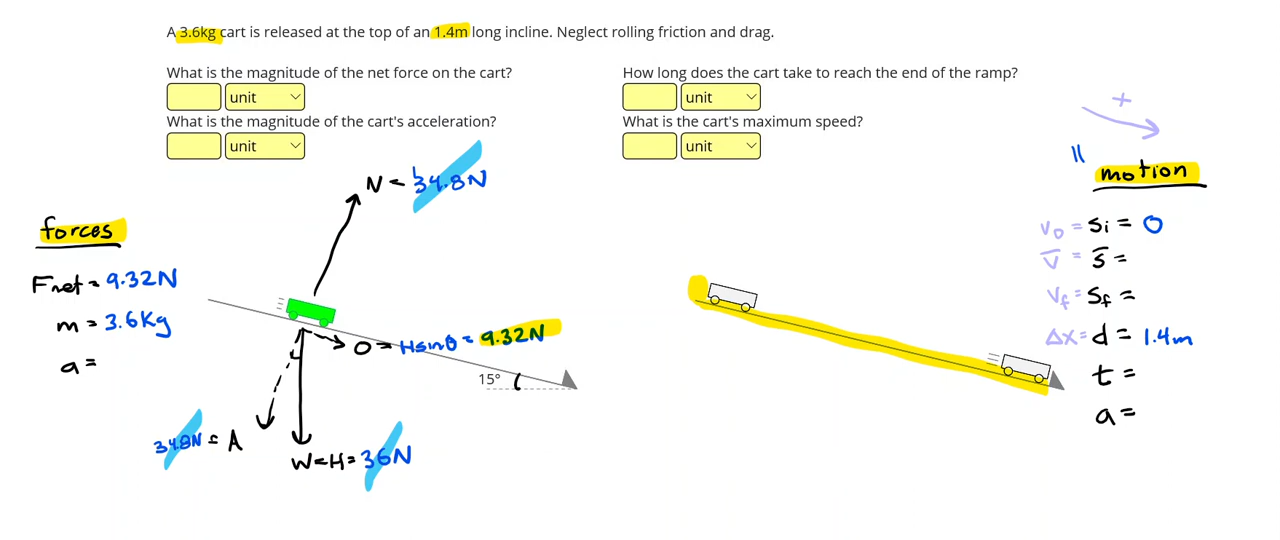 A 3.6kg cart is released at the top of an 1.4m long incline. Neglect rolling friction and drag.
What is the magnitude of the net force on the cart?
unit
What is the magnitude of the cart's acceleration?
unit
How long does the cart take to reach the end of the ramp?
unit
What is the cart's maximum speed?
unit
+
||
motion
v₀ = si = 0
v̅ = s̅ =
vf = sf =
Δx = d = 1.4m
t =
a =
forces
Fnet = 9.32N
m = 3.6kg
a =
N = 34.8N
O = Hsinθ = 9.32N
15°
34.8N = A
W = H = 36N